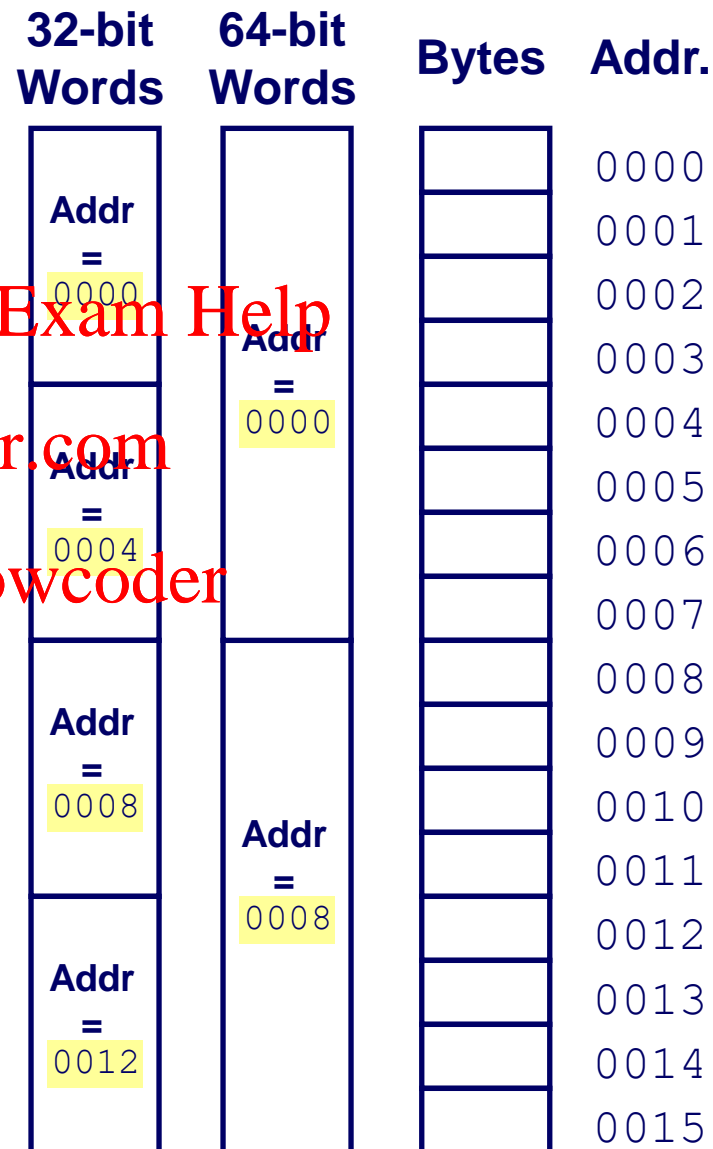 32-bit
Words
64-bit
Words
Bytes
Addr.
Addr
=
0000
Addr
=
0004
Addr
=
0008
Addr
=
0012
Addr
=
0000
Addr
=
0008
0000
0001
0002
0003
0004
0005
0006
0007
0008
0009
0010
0011
0012
0013
0014
0015
Exam Help
r.com
owcoder